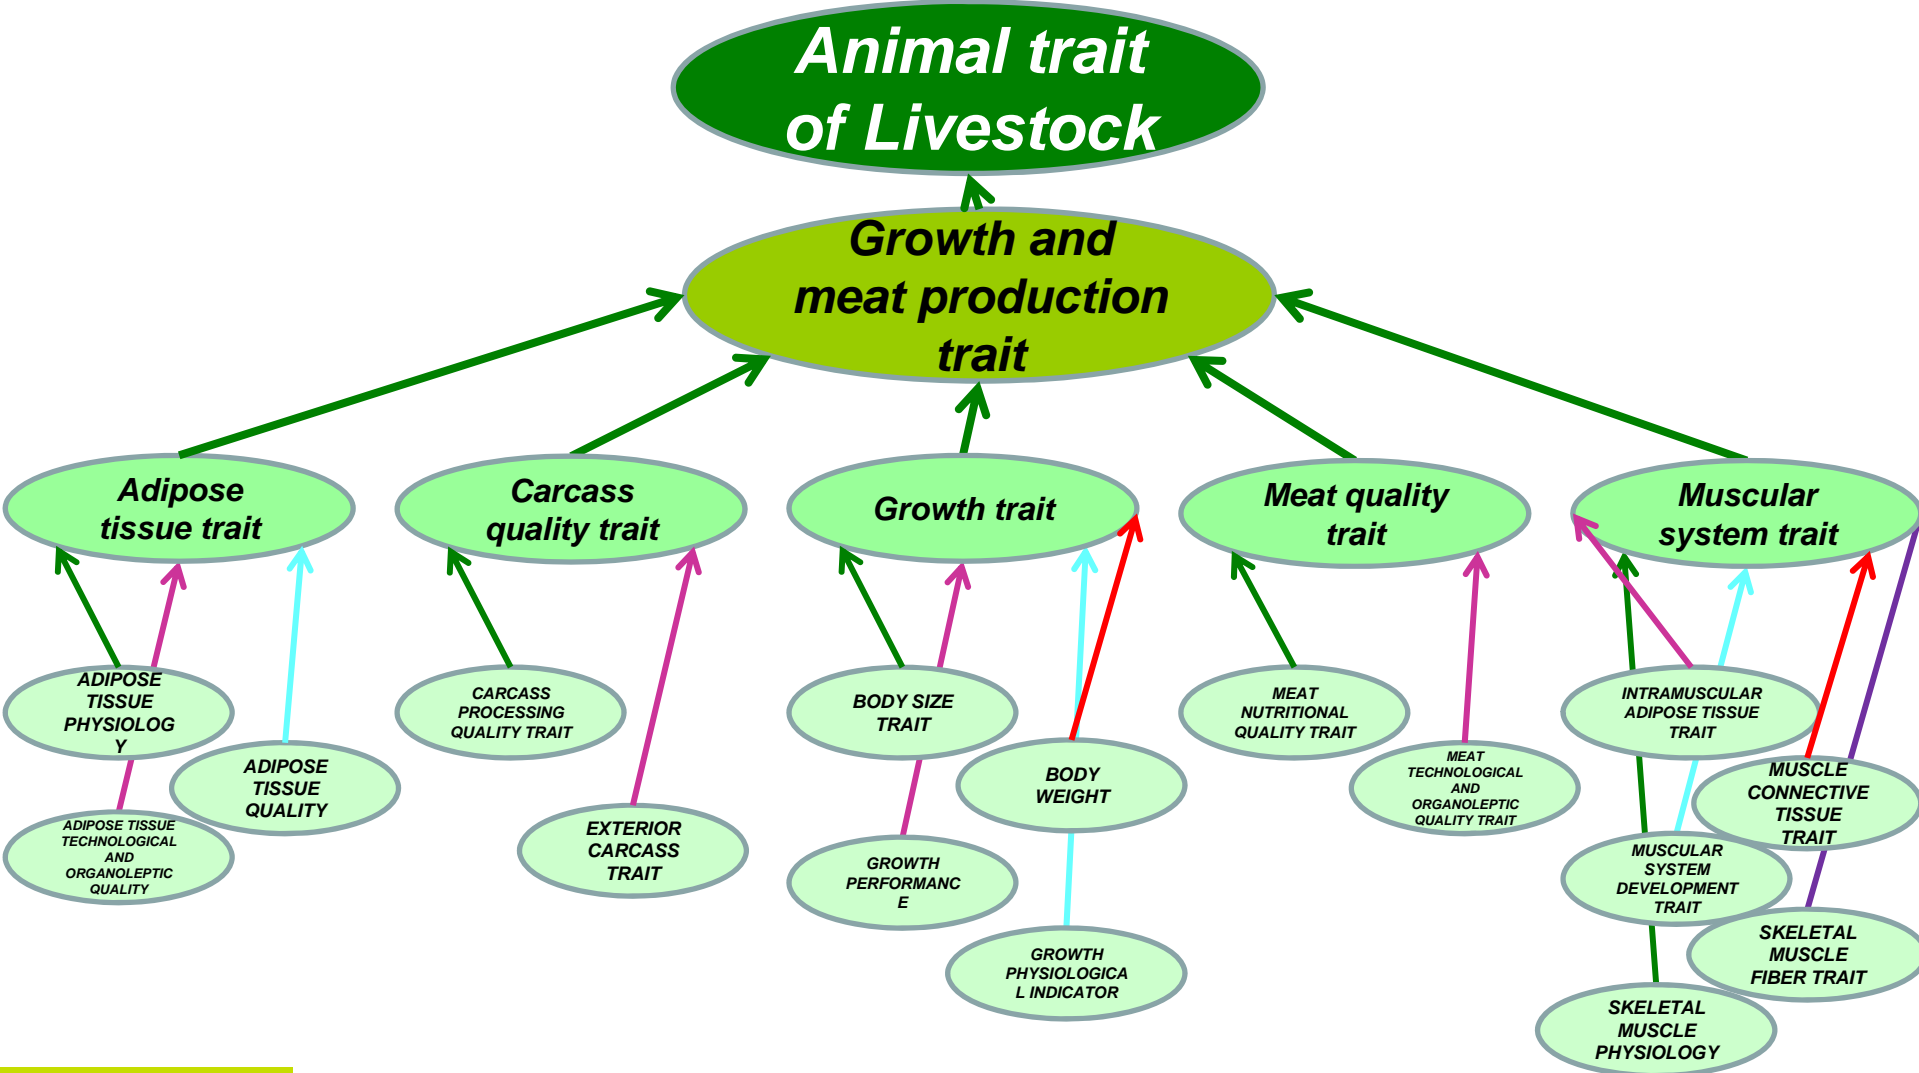 Animal trait
of Livestock
Growth and
meat production
trait
Adipose
tissue trait
Carcass
quality trait
Growth trait
Meat quality
trait
Muscular
system trait
ADIPOSE
TISSUE
PHYSIOLOG
Y
ADIPOSE
TISSUE
QUALITY
ADIPOSE TISSUE
TECHNOLOGICAL
AND
ORGANOLEPTIC
QUALITY
CARCASS
PROCESSING
QUALITY TRAIT
EXTERIOR
CARCASS
TRAIT
BODY SIZE
TRAIT
BODY
WEIGHT
GROWTH
PERFORMANC
E
GROWTH
PHYSIOLOGICA
L INDICATOR
MEAT
NUTRITIONAL
QUALITY TRAIT
MEAT
TECHNOLOGICAL
AND
ORGANOLEPTIC
QUALITY TRAIT
INTRAMUSCULAR
ADIPOSE TISSUE
TRAIT
MUSCLE
CONNECTIVE
TISSUE
TRAIT
MUSCULAR
SYSTEM
DEVELOPMENT
TRAIT
SKELETAL
MUSCLE
FIBER TRAIT
SKELETAL
MUSCLE
PHYSIOLOGY